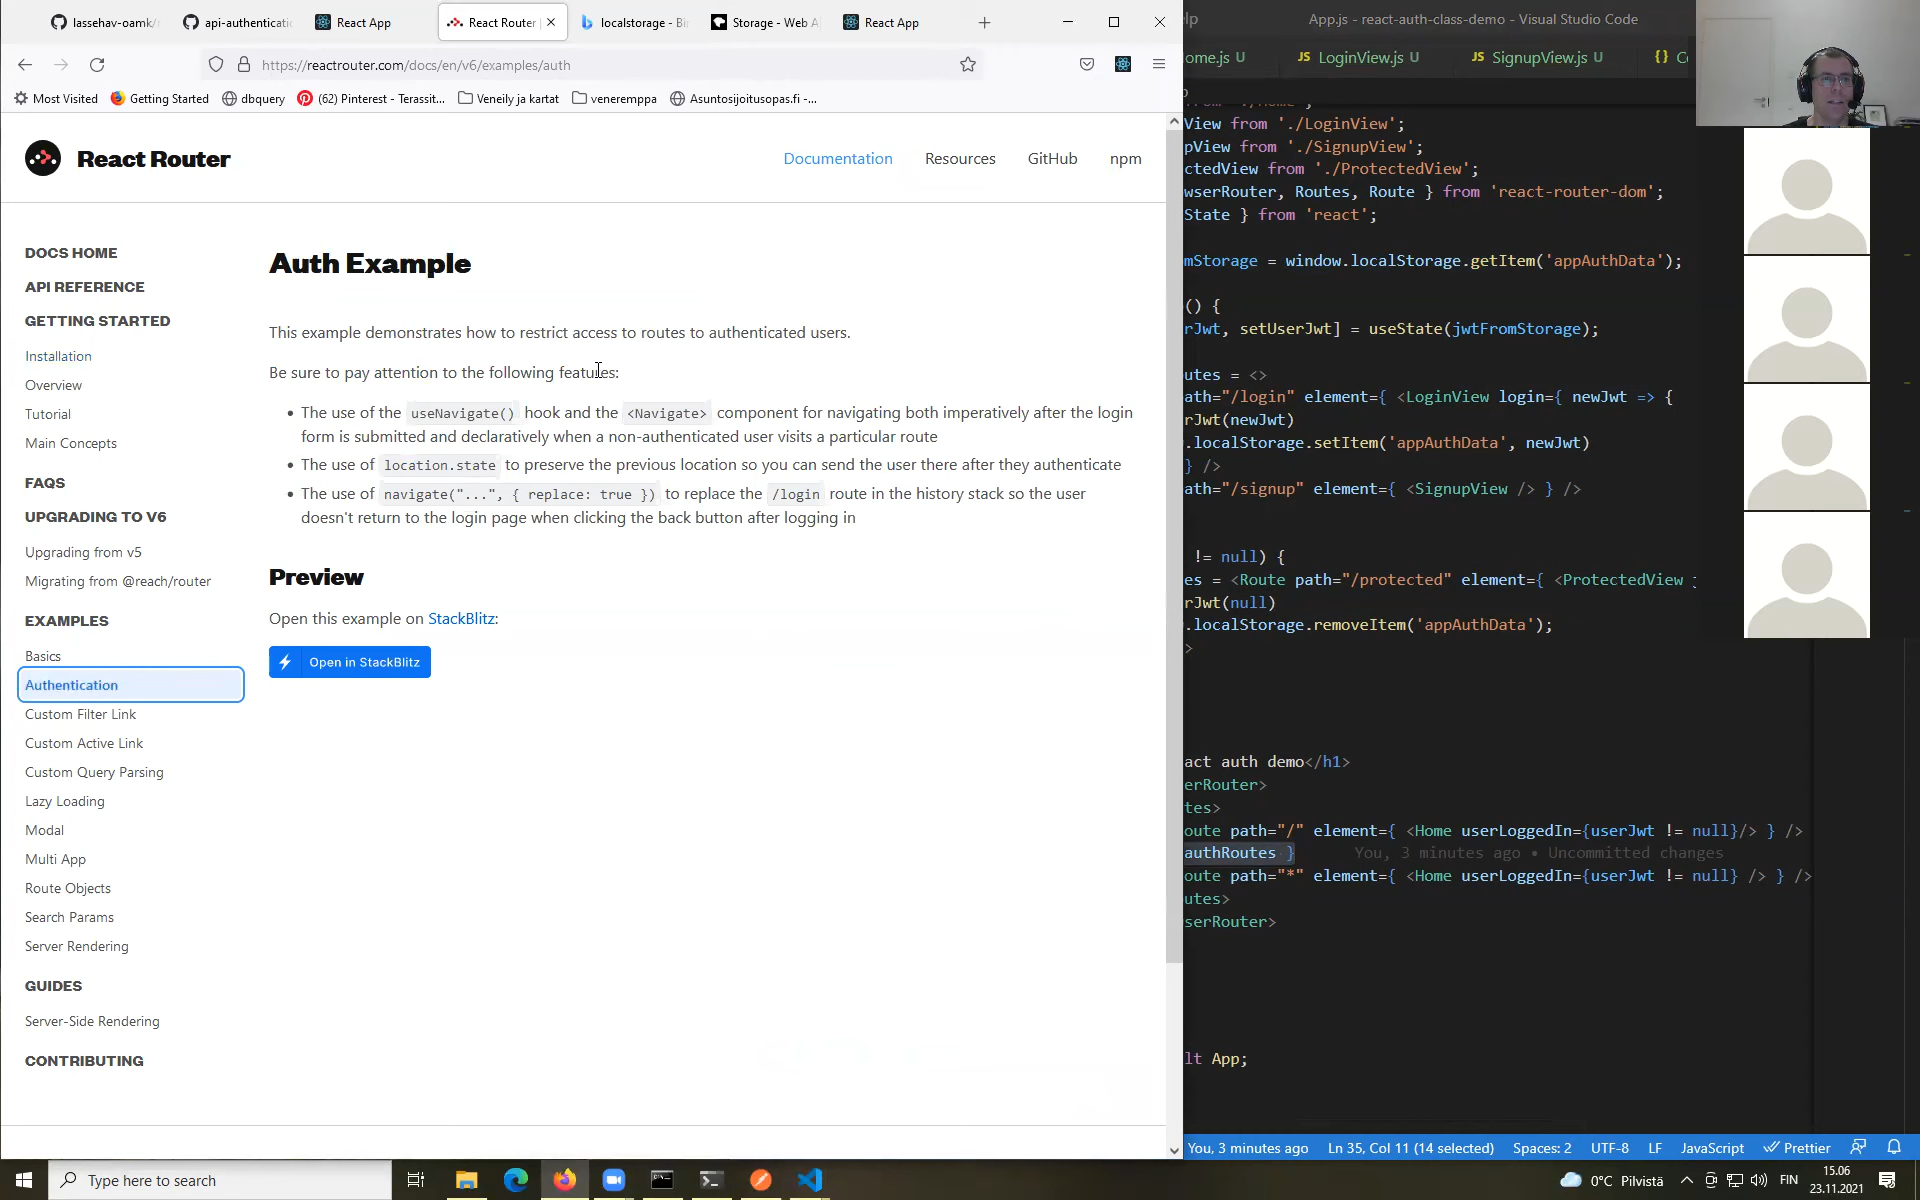 lassehav-oamk/
api-authenticatio
React App
React Router |
localstorage - Bi
Storage - Web A
React App
https://reactrouter.com/docs/en/v6/examples/auth
Most Visited
Getting Started
dbquery
(62) Pinterest - Terassit...
Veneily ja kartat
veneremppa
Asuntosijoitusopas.fi -...
React Router
Documentation
Resources
GitHub
npm
DOCS HOME
API REFERENCE
GETTING STARTED
Installation
Overview
Tutorial
Main Concepts
FAQS
UPGRADING TO V6
Upgrading from v5
Migrating from @reach/router
EXAMPLES
Basics
Authentication
Custom Filter Link
Custom Active Link
Custom Query Parsing
Lazy Loading
Modal
Multi App
Route Objects
Search Params
Server Rendering
GUIDES
Server-Side Rendering
CONTRIBUTING
Auth Example
This example demonstrates how to restrict access to routes to authenticated users.
Be sure to pay attention to the following features:
• The use of the useNavigate() hook and the <Navigate> component for navigating both imperatively after the login
form is submitted and declaratively when a non-authenticated user visits a particular route
• The use of location.state to preserve the previous location so you can send the user there after they authenticate
• The use of navigate("...", { replace: true }) to replace the /login route in the history stack so the user
doesn't return to the login page when clicking the back button after logging in
Preview
Open this example on StackBlitz:
Open in StackBlitz
elp
App.js - react-auth-class-demo - Visual Studio Code
ome.js U
JS LoginView.js U
JS SignupView.js U
{} C
View from './LoginView';
pView from './SignupView';
ctedView from './ProtectedView';
wserRouter, Routes, Route } from 'react-router-dom';
State } from 'react';
mStorage = window.localStorage.getItem('appAuthData');
() {
rJwt, setUserJwt] = useState(jwtFromStorage);
utes = <>
ath="/login" element={ <LoginView login={ newJwt => {
rJwt(newJwt)
.localStorage.setItem('appAuthData', newJwt)
} />
ath="/signup" element={ <SignupView /> } />
!= null) {
es = <Route path="/protected" element={ <ProtectedView
rJwt(null)
.localStorage.removeItem('appAuthData');
>
act auth demo</h1>
erRouter>
tes>
oute path="/" element={ <Home userLoggedIn={userJwt != null}/> } />
authRoutes }
You, 3 minutes ago • Uncommitted changes
oute path="*" element={ <Home userLoggedIn={userJwt != null} /> } />
utes>
serRouter>
lt App;
You, 3 minutes ago
Ln 35, Col 11 (14 selected)
Spaces: 2
UTF-8
LF
JavaScript
Prettier
Type here to search
0°C Pilvistä
FIN
15.06
23.11.2021